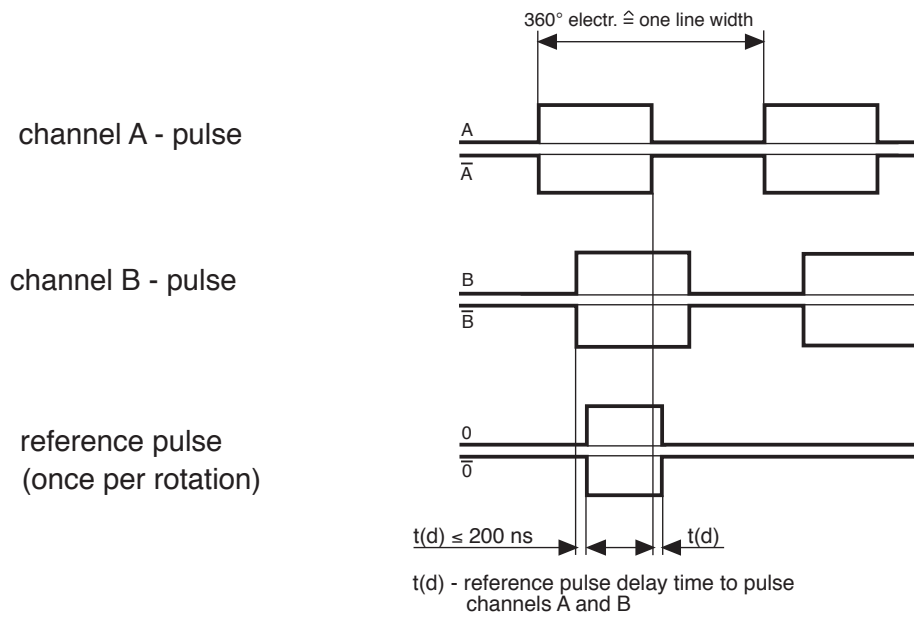 360° electr. ≙ one line width
channel A - pulse
A
A̅
channel B - pulse
B
B̅
reference pulse
(once per rotation)
0
0̅
t(d) ≤ 200 ns
t(d)
t(d) - reference pulse delay time to pulse
channels A and B